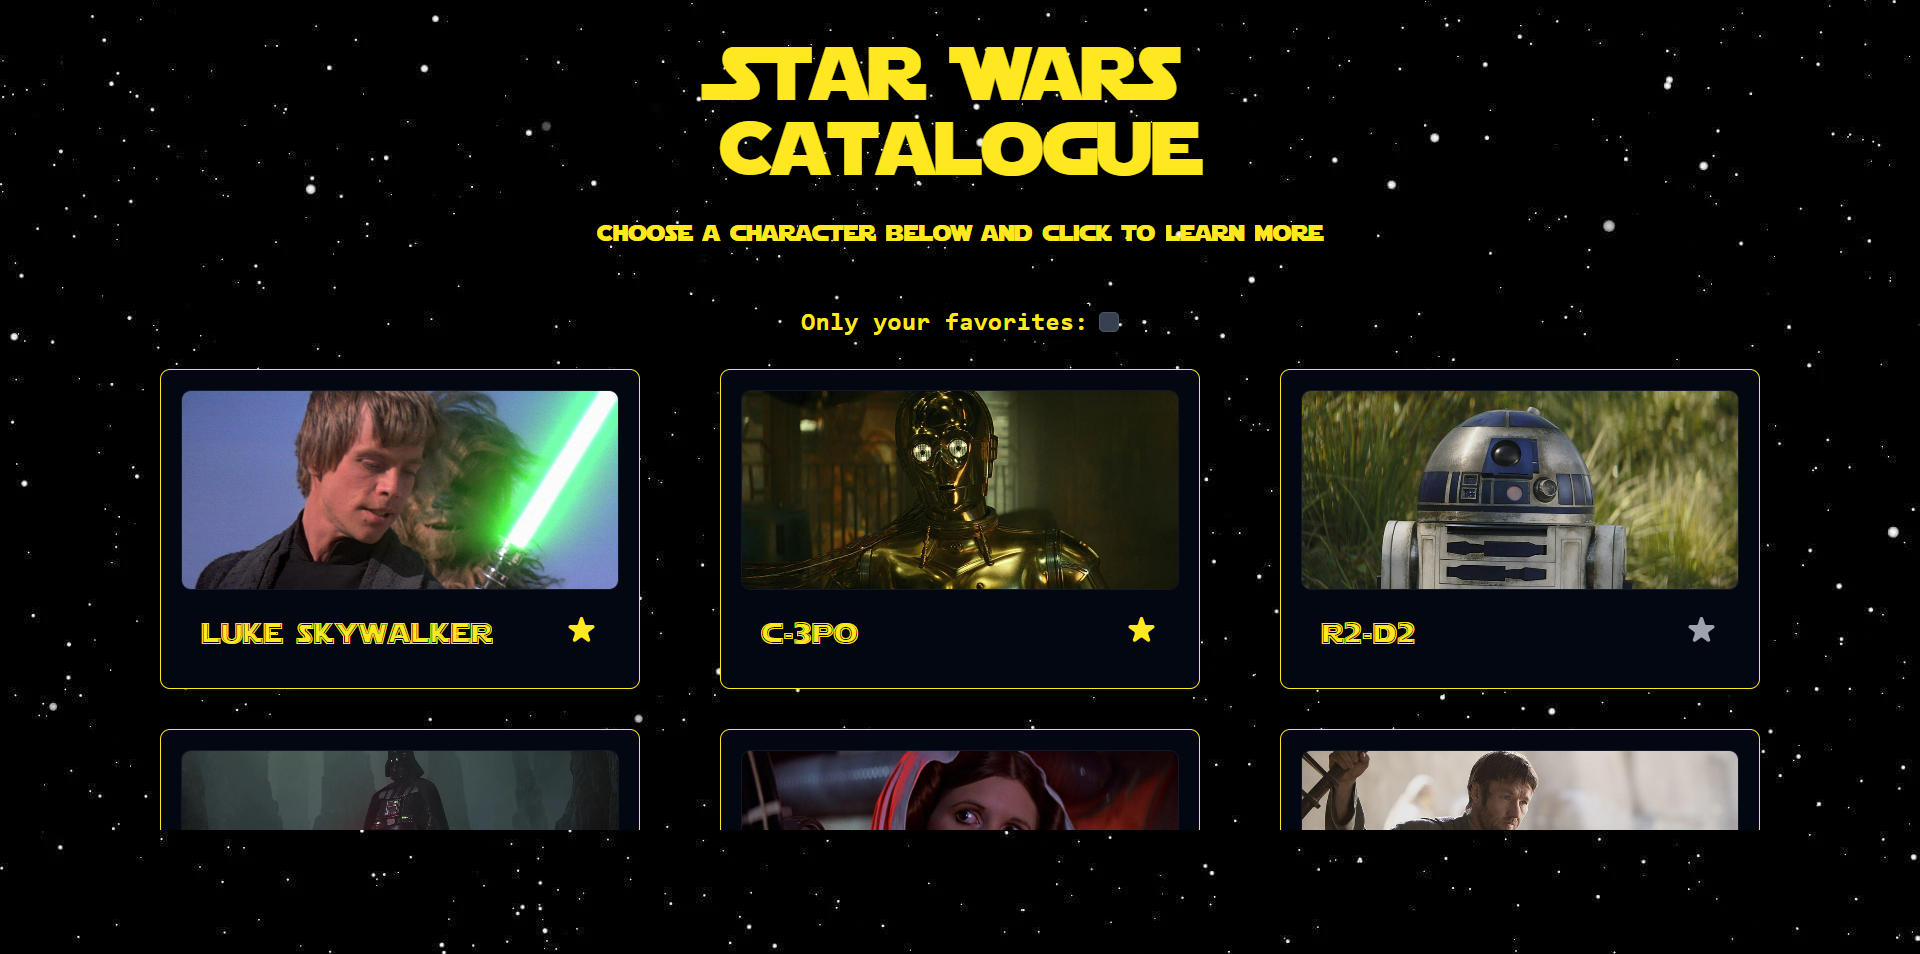 STAR WARS
CATALOGUE
CHOOSE A CHARACTER BELOW AND CLICK TO LEARN MORE
Only your favorites:
LUKE SKYWALKER
C-3PO
R2-D2